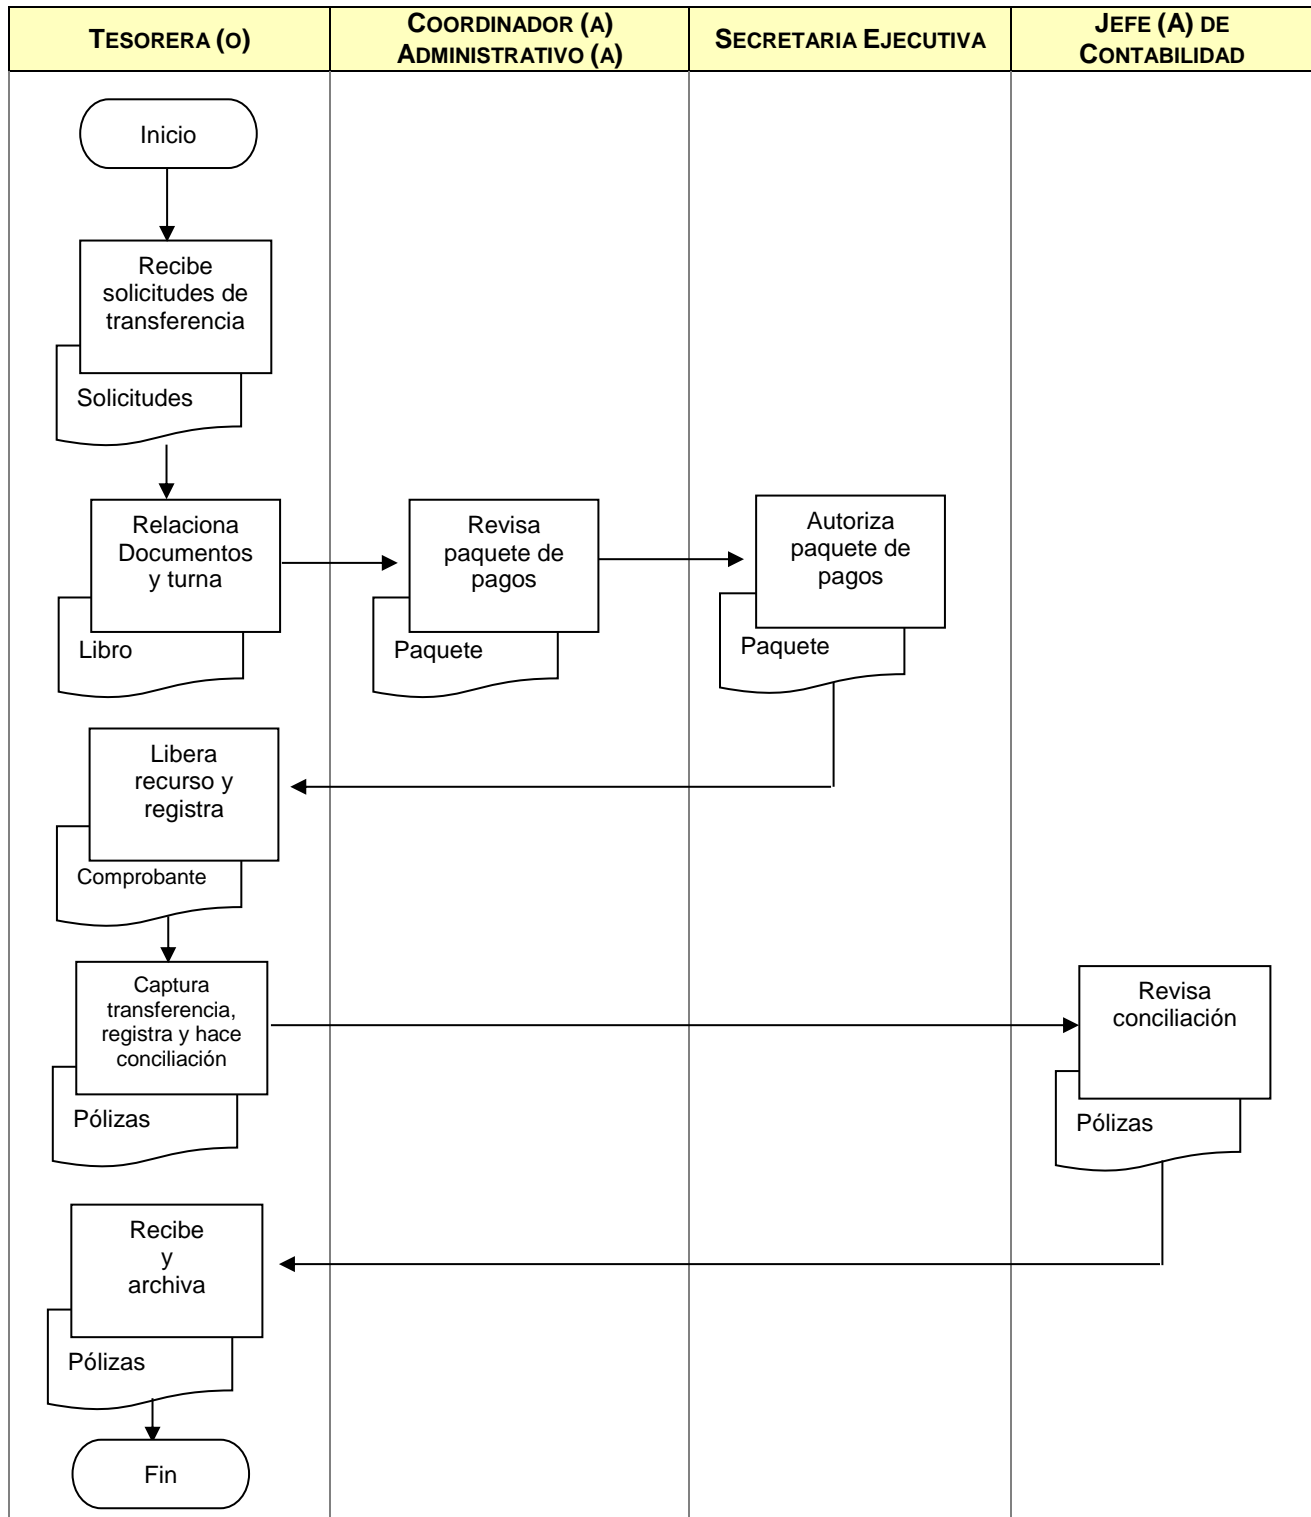 TESORERA (O)
COORDINADOR (A)
ADMINISTRATIVO (A)
SECRETARIA EJECUTIVA
JEFE (A) DE
CONTABILIDAD
Inicio
Recibe
solicitudes de
transferencia
Solicitudes
Relaciona
Documentos
y turna
Libro
Revisa
paquete de
pagos
Paquete
Autoriza
paquete de
pagos
Paquete
Libera
recurso y
registra
Comprobante
Captura
transferencia,
registra y hace
conciliación
Pólizas
Revisa
conciliación
Pólizas
Recibe
y
archiva
Pólizas
Fin